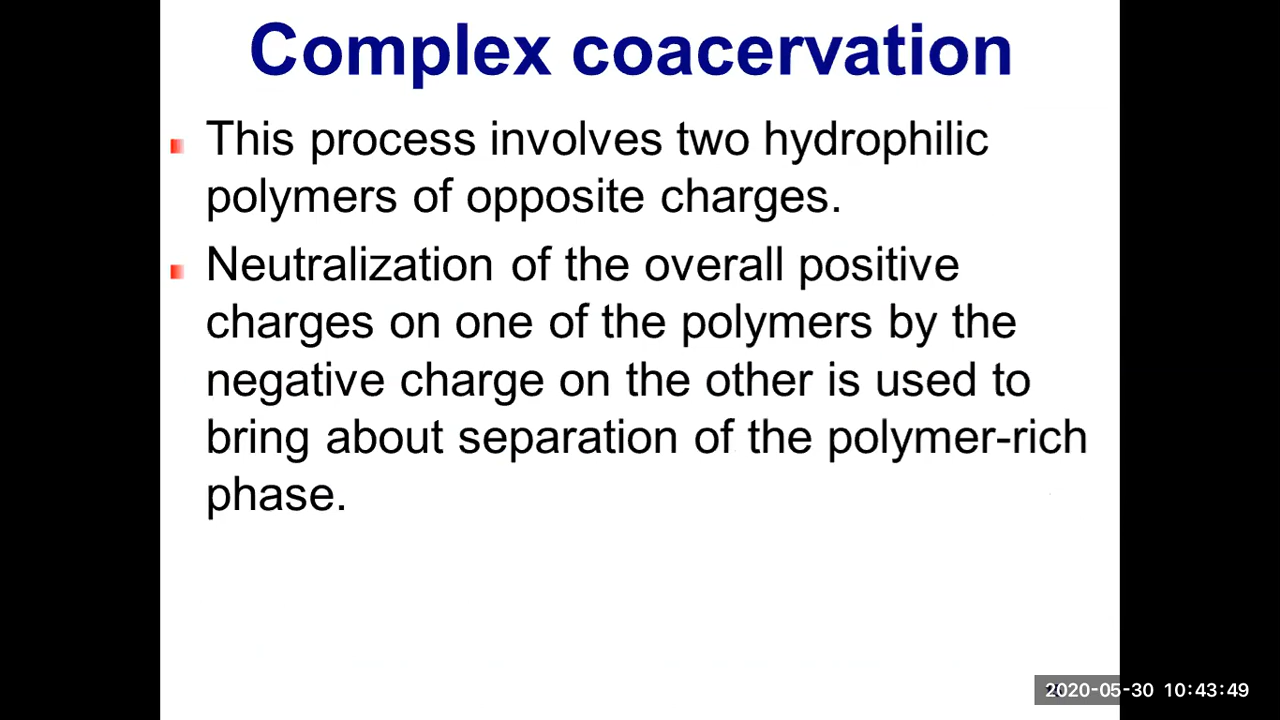 Complex coacervation
This process involves two hydrophilic
polymers of opposite charges.
Neutralization of the overall positive
charges on one of the polymers by the
negative charge on the other is used to
bring about separation of the polymer-rich
phase.
2020-05-30 10:43:49